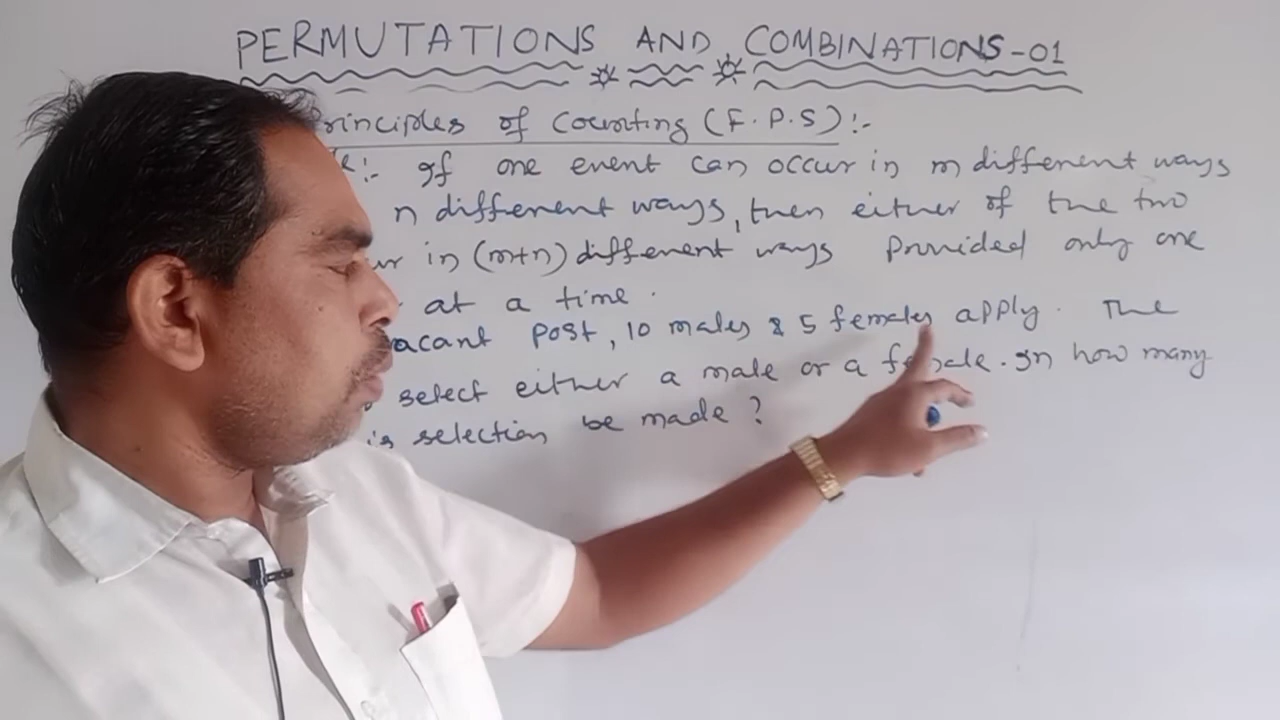 PERMUTATIONS AND COMBINATIONS-01
rinciples of Counting (F.P.S):-
:- If one event can occur in m different ways
n different ways, then either of the two
ur in (m+n) different ways Provided only one
at a time.
acant Post, 10 males & 5 females apply. The
select either a male or a female. In how many
is selection be made?